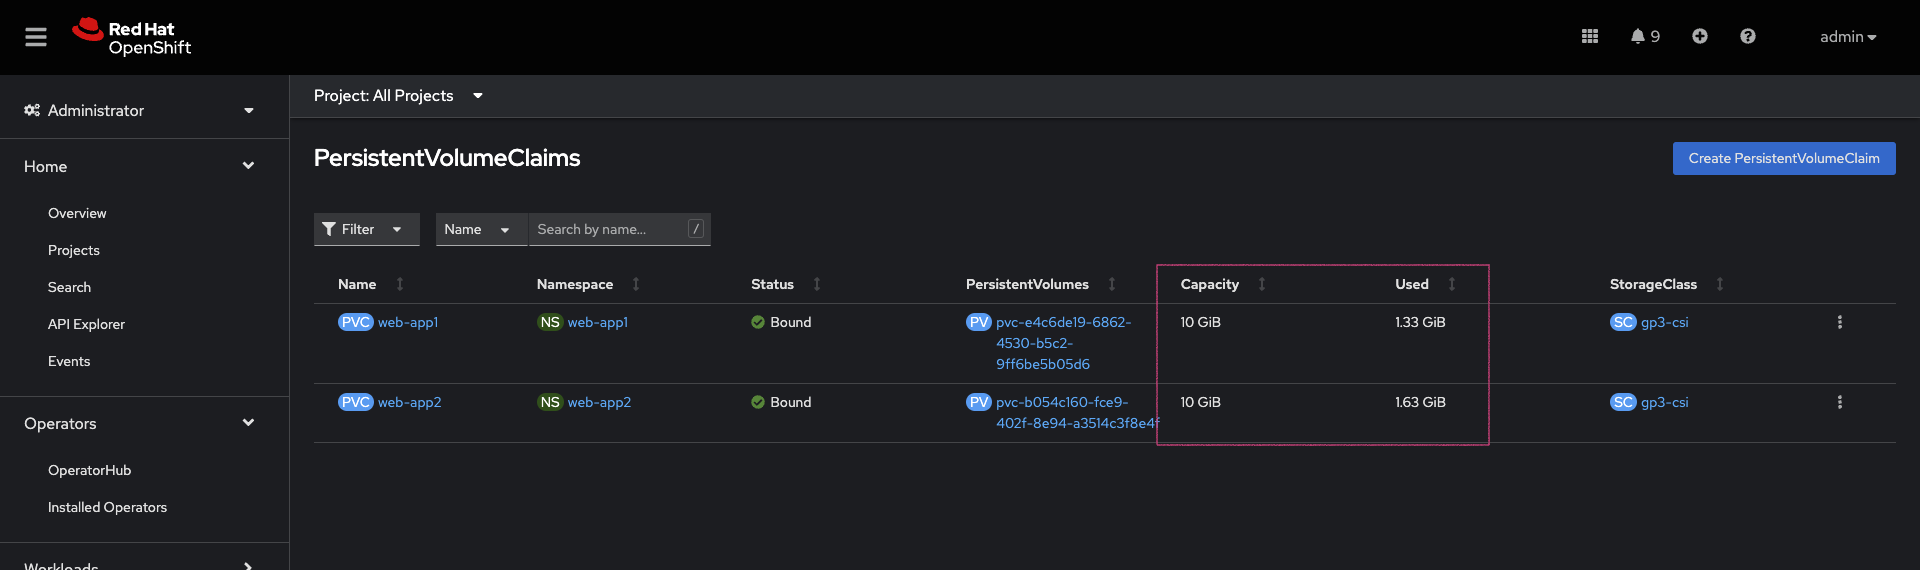 Red Hat
OpenShift
9
admin
Administrator
Project: All Projects
Home
Overview
Projects
Search
API Explorer
Events
Operators
OperatorHub
Installed Operators
Workloads
PersistentVolumeClaims
Create PersistentVolumeClaim
Filter Name Search by name... /
Name Namespace Status PersistentVolumes Capacity Used StorageClass
PVC web-app1 NS web-app1 Bound PV pvc-e4c6de19-6862- 10 GiB 1.33 GiB SC gp3-csi
4530-b5c2-
9ff6be5b05d6
PVC web-app2 NS web-app2 Bound PV pvc-b054c160-fce9- 10 GiB 1.63 GiB SC gp3-csi
402f-8e94-a3514c3f8e4f